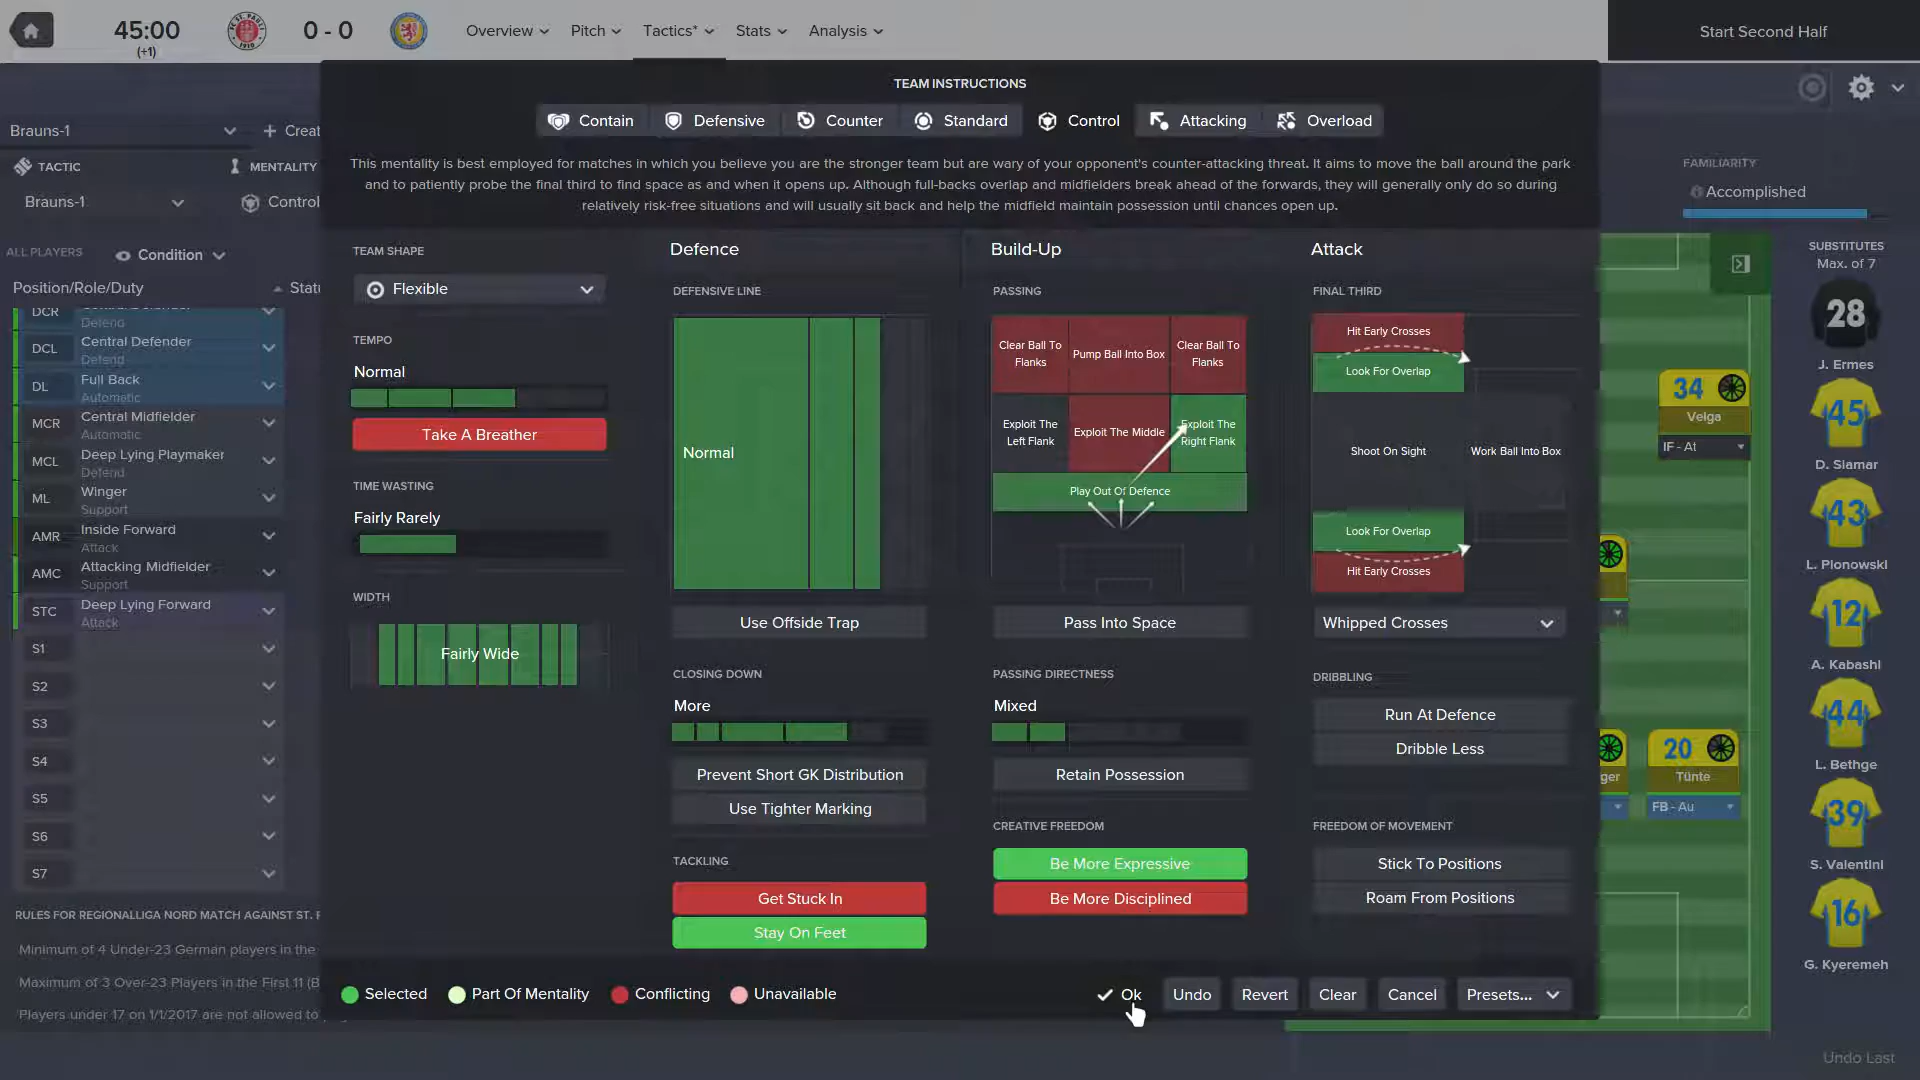 45:00
(+1)
0 - 0
Overview
Pitch
Tactics*
Stats
Analysis
Start Second Half
TEAM INSTRUCTIONS
Contain
Defensive
Counter
Standard
Control
Attacking
Overload
This mentality is best employed for matches in which you believe you are the stronger team but are wary of your opponent's counter-attacking threat. It aims to move the ball around the park
and to patiently probe the final third to find space as and when it opens up. Although full-backs overlap and midfielders break ahead of the forwards, they will generally only do so during
relatively risk-free situations and will usually sit back and help the midfield maintain possession until chances open up.
Brauns-1
+ Creat
TACTIC
MENTALITY
Brauns-1
Control
ALL PLAYERS
Condition
Position/Role/Duty
Statu
DCR
Defend
DCL
Central Defender
Defend
DL
Full Back
Automatic
MCR
Central Midfielder
Automatic
MCL
Deep Lying Playmaker
Defend
ML
Winger
Support
AMR
Inside Forward
Attack
AMC
Attacking Midfielder
Support
STC
Deep Lying Forward
Attack
S1
S2
S3
S4
S5
S6
S7
RULES FOR REGIONALLIGA NORD MATCH AGAINST ST. P
Minimum of 4 Under-23 German players in the
Maximum of 3 Over-23 Players in the First 11 (B
Players under 17 on 1/1/2017 are not allowed to
TEAM SHAPE
Flexible
TEMPO
Normal
Take A Breather
TIME WASTING
Fairly Rarely
WIDTH
Fairly Wide
Defence
DEFENSIVE LINE
Normal
Use Offside Trap
CLOSING DOWN
More
Prevent Short GK Distribution
Use Tighter Marking
TACKLING
Get Stuck In
Stay On Feet
Build-Up
PASSING
Clear Ball To
Flanks
Pump Ball Into Box
Clear Ball To
Flanks
Exploit The
Left Flank
Exploit The Middle
Exploit The
Right Flank
Play Out Of Defence
Pass Into Space
PASSING DIRECTNESS
Mixed
Retain Possession
CREATIVE FREEDOM
Be More Expressive
Be More Disciplined
Attack
FINAL THIRD
Hit Early Crosses
Look For Overlap
Shoot On Sight
Work Ball Into Box
Look For Overlap
Hit Early Crosses
Whipped Crosses
DRIBBLING
Run At Defence
Dribble Less
FREEDOM OF MOVEMENT
Stick To Positions
Roam From Positions
Selected
Part Of Mentality
Conflicting
Unavailable
Ok
Undo
Revert
Clear
Cancel
Presets...
FAMILIARITY
Accomplished
34
Velga
IF - At
ger
20
Tünte
FB - Au
SUBSTITUTES
Max. of 7
28
J. Ermes
45
D. Siamar
43
L. Plonowski
12
A. Kabashi
44
L. Bethge
39
S. Valentini
16
G. Kyeremeh
Undo Last